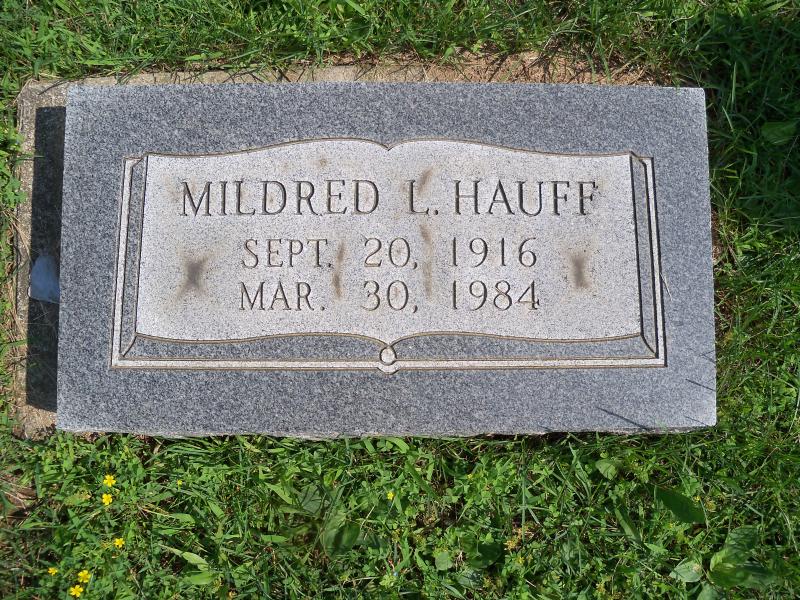 MILDRED L. HAUFF
SEPT. 20, 1916
MAR. 30, 1984